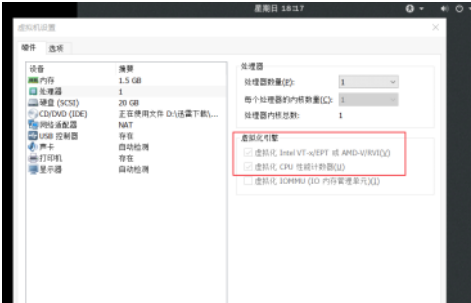 星期日 18:17
虚拟机设置
硬件 选项
设备 摘要
内存 1.5 GB
处理器 1
硬盘 (SCSI) 20 GB
CD/DVD (IDE) 正在使用文件 D:\迅雷下载\...
网络适配器 NAT
USB 控制器 存在
声卡 自动检测
打印机 存在
显示器 自动检测
处理器
处理器数量(P): 1
每个处理器的内核数量(C): 1
处理器内核总数: 1
虚拟化引擎
虚拟化 Intel VT-x/EPT 或 AMD-V/RVI(V)
虚拟化 CPU 性能计数器(U)
虚拟化 IOMMU (IO 内存管理单元)(I)